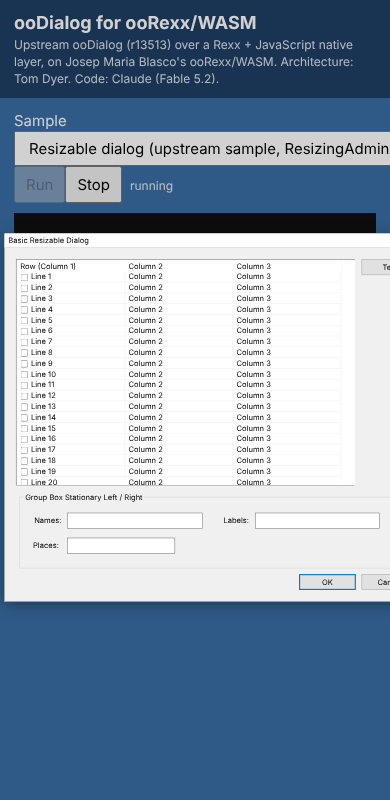 ooDialog for ooRexx/WASM
Upstream ooDialog (r13513) over a Rexx + JavaScript native
layer, on Josep Maria Blasco's ooRexx/WASM. Architecture:
Tom Dyer. Code: Claude (Fable 5.2).
Sample
Resizable dialog (upstream sample, ResizingAdmin
Run Stop running
Basic Resizable Dialog
Row (Column 1) Column 2 Column 3
Line 1 Column 2 Column 3
Line 2 Column 2 Column 3
Line 3 Column 2 Column 3
Line 4 Column 2 Column 3
Line 5 Column 2 Column 3
Line 6 Column 2 Column 3
Line 7 Column 2 Column 3
Line 8 Column 2 Column 3
Line 9 Column 2 Column 3
Line 10 Column 2 Column 3
Line 11 Column 2 Column 3
Line 12 Column 2 Column 3
Line 13 Column 2 Column 3
Line 14 Column 2 Column 3
Line 15 Column 2 Column 3
Line 16 Column 2 Column 3
Line 17 Column 2 Column 3
Line 18 Column 2 Column 3
Line 19 Column 2 Column 3
Line 20 Column 2 Column 3
Te
Group Box Stationary Left / Right
Names: Labels:
Places:
OK Can